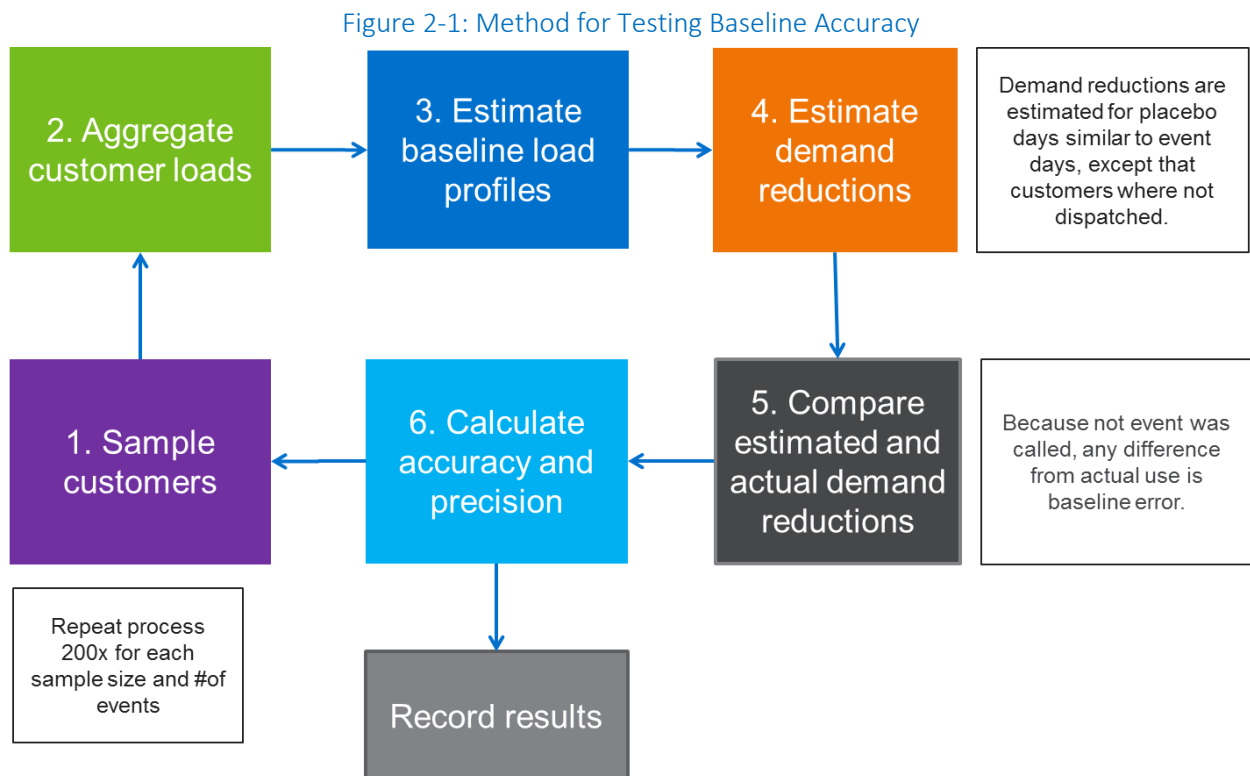 Figure 2-1: Method for Testing Baseline Accuracy
2. Aggregate
customer loads
3. Estimate
baseline load
profiles
4. Estimate
demand
reductions
Demand reductions are
estimated for placebo
days similar to event
days, except that
customers where not
dispatched.
1. Sample
customers
6. Calculate
accuracy and
precision
5. Compare
estimated and
actual demand
reductions
Because not event was
called, any difference
from actual use is
baseline error.
Repeat process
200x for each
sample size and #of
events
Record results